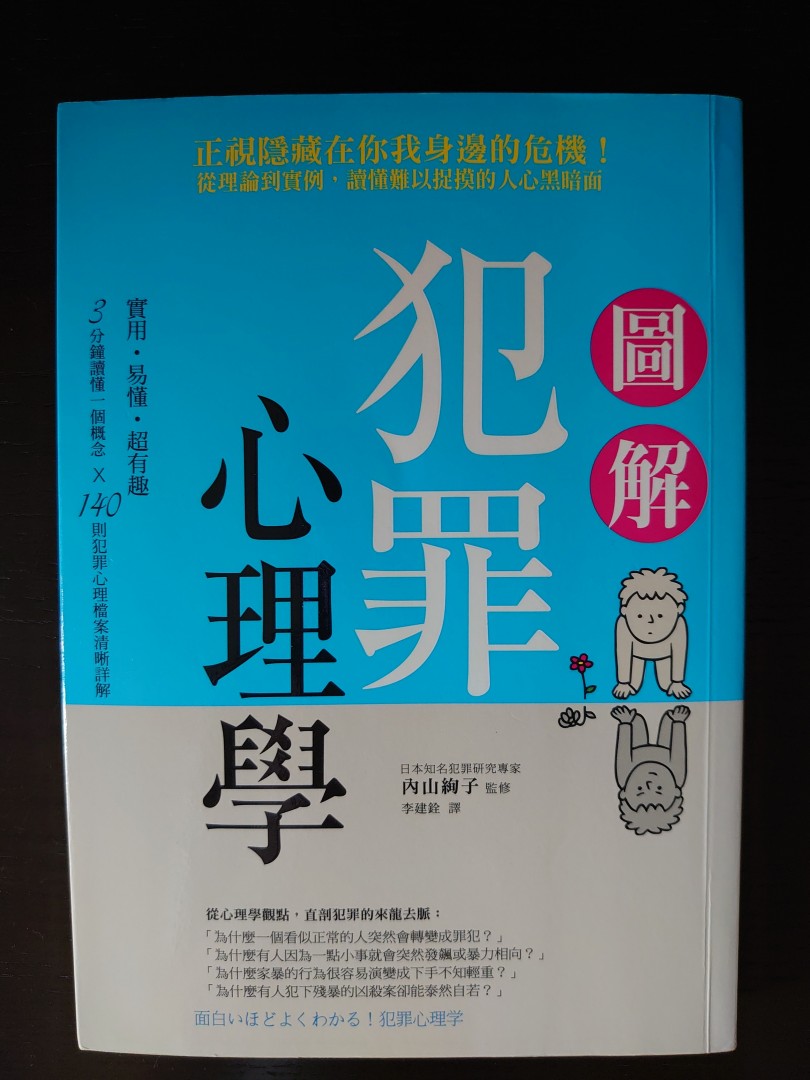 正視隱藏在你我身邊的危機！
從理論到實例，讀懂難以捉摸的人心黑暗面
圖解
犯罪
心理學
實用・易懂・超有趣
3分鐘讀懂一個概念 X 140則犯罪心理檔案清晰詳解
日本知名犯罪研究專家
內山絢子 監修
李建銓 譯
從心理學觀點，直剖犯罪的來龍去脈：
「為什麼一個看似正常的人突然會轉變成罪犯？」
「為什麼有人因為一點小事就會突然發飆或暴力相向？」
「為什麼家暴的行為很容易演變成下手不知輕重？」
「為什麼有人犯下殘暴的凶殺案卻能泰然自若？」
面白いほどよくわかる！犯罪心理学